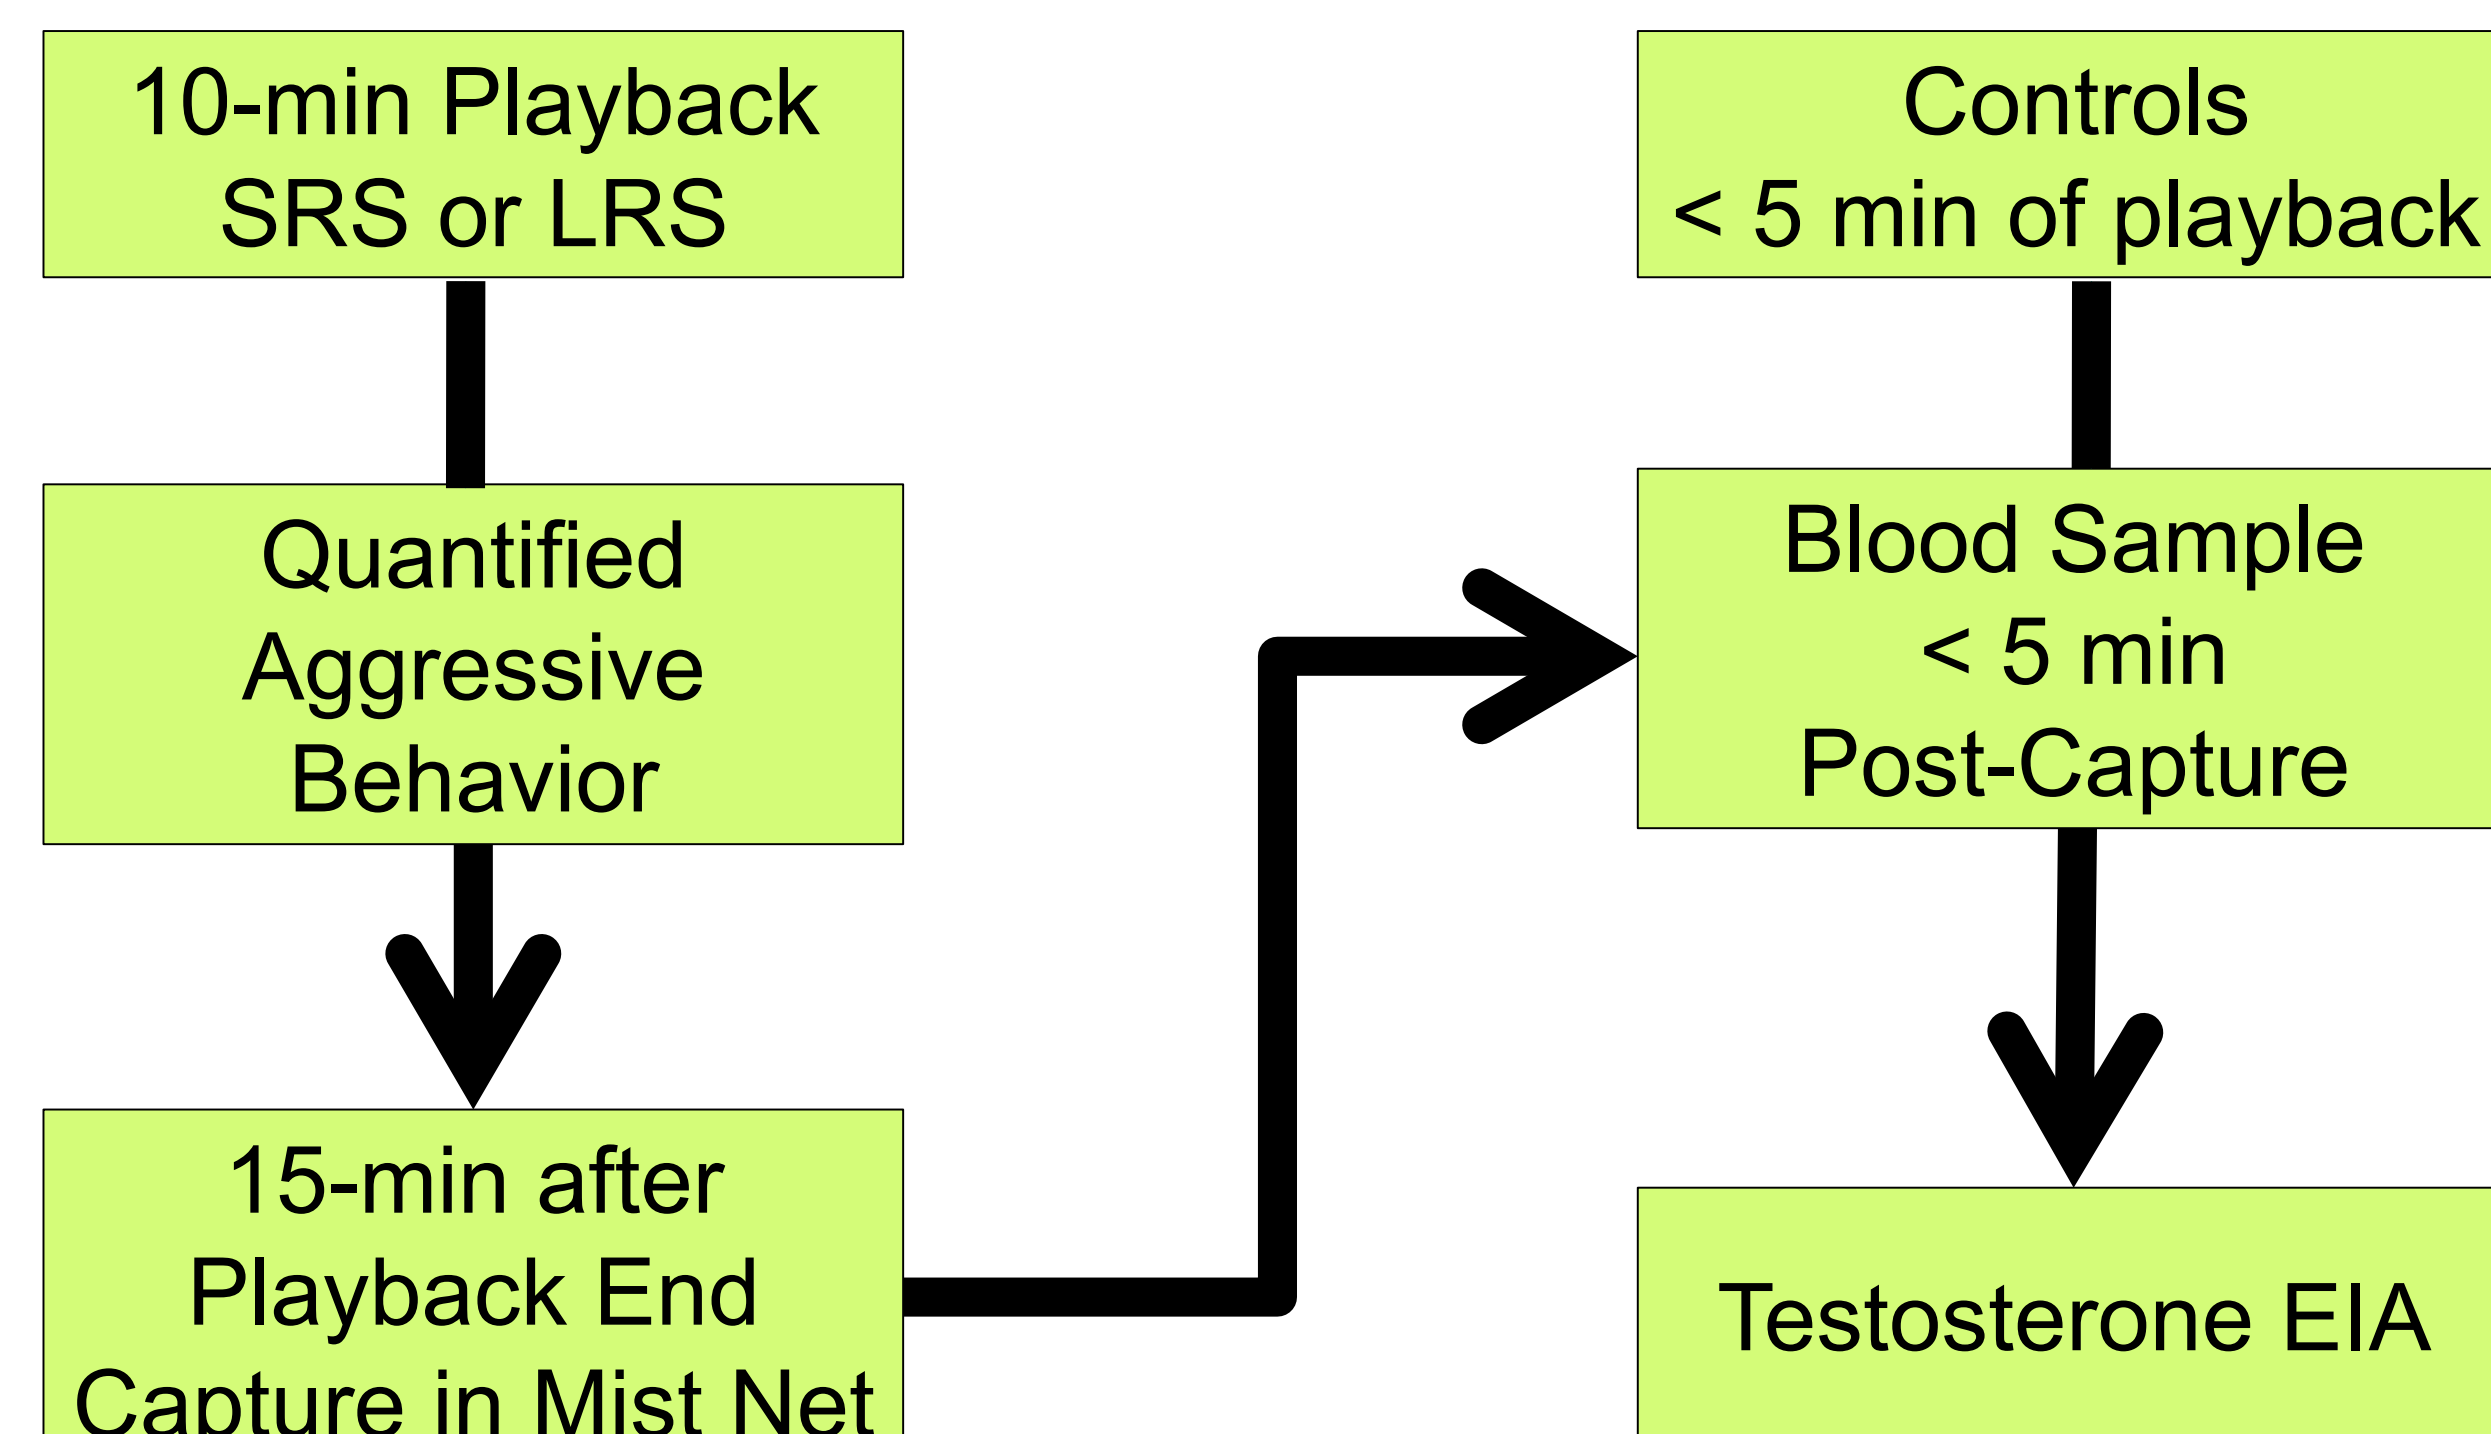 10-min Playback
SRS or LRS
Quantified
Aggressive
Behavior
15-min after
Playback End
Capture in Mist Net
Controls
< 5 min of playback
Blood Sample
< 5 min
Post-Capture
Testosterone EIA